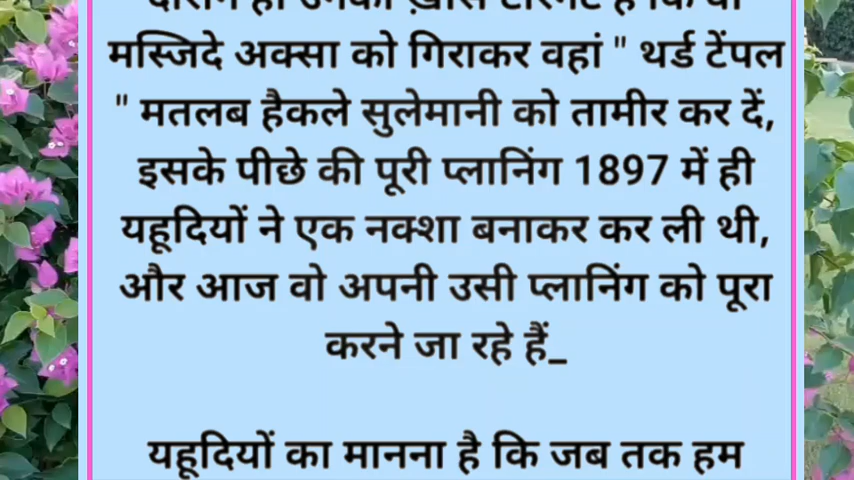 मस्जिदे अक्सा को गिराकर वहां " थर्ड टेंपल
" मतलब हैकले सुलेमानी को तामीर कर दें,
इसके पीछे की पूरी प्लानिंग 1897 में ही
यहूदियों ने एक नक्शा बनाकर कर ली थी,
और आज वो अपनी उसी प्लानिंग को पूरा
करने जा रहे हैं_
यहूदियों का मानना है कि जब तक हम